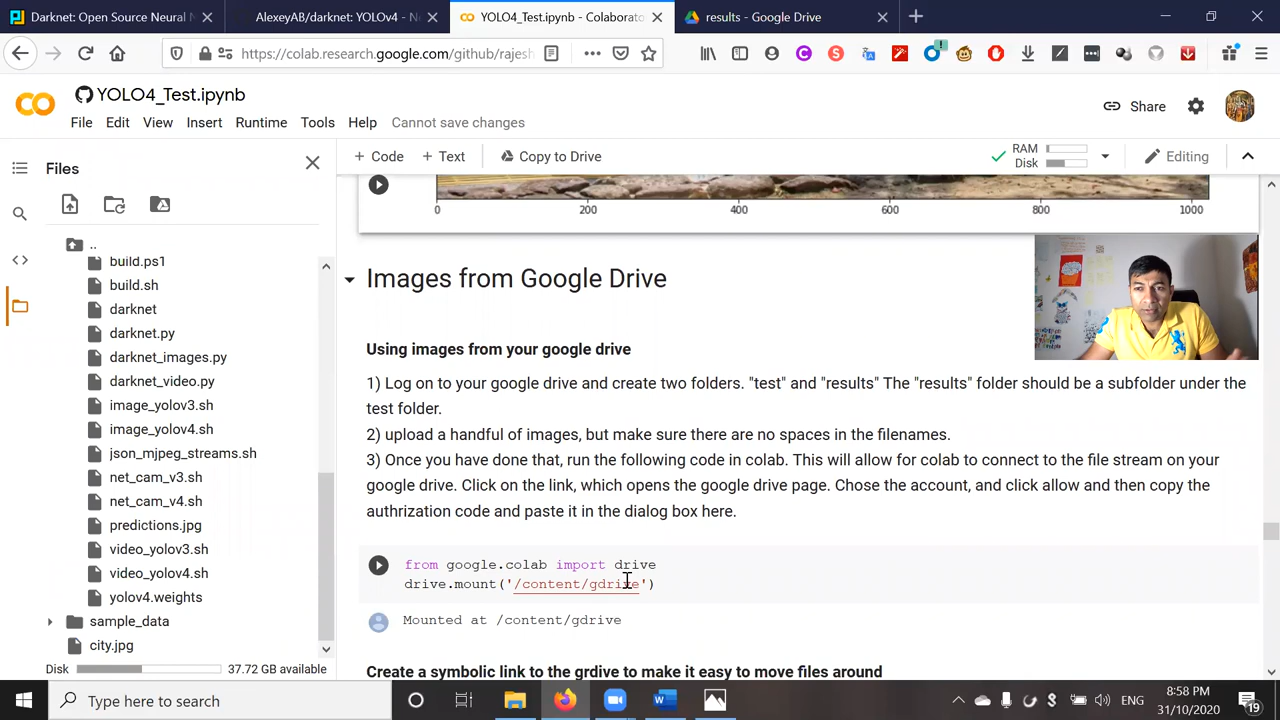 Darknet: Open Source Neural N
AlexeyAB/darknet: YOLOv4 - Ne
YOLO4_Test.ipynb - Colaborato
results - Google Drive
https://colab.research.google.com/github/rajesh
YOLO4_Test.ipynb
Share
File Edit View Insert Runtime Tools Help Cannot save changes
Files
+ Code + Text Copy to Drive
RAM
Disk
Editing
..
build.ps1
build.sh
darknet
darknet.py
darknet_images.py
darknet_video.py
image_yolov3.sh
image_yolov4.sh
json_mjpeg_streams.sh
net_cam_v3.sh
net_cam_v4.sh
predictions.jpg
video_yolov3.sh
video_yolov4.sh
yolov4.weights
sample_data
city.jpg
Disk 37.72 GB available
0 200 400 600 800 1000
Images from Google Drive
Using images from your google drive
1) Log on to your google drive and create two folders. "test" and "results" The "results" folder should be a subfolder under the
test folder.
2) upload a handful of images, but make sure there are no spaces in the filenames.
3) Once you have done that, run the following code in colab. This will allow for colab to connect to the file stream on your
google drive. Click on the link, which opens the google drive page. Chose the account, and click allow and then copy the
authrization code and paste it in the dialog box here.
from google.colab import drive
drive.mount('/content/gdrive')
Mounted at /content/gdrive
Create a symbolic link to the grdive to make it easy to move files around
Type here to search
ENG
8:58 PM
31/10/2020
19